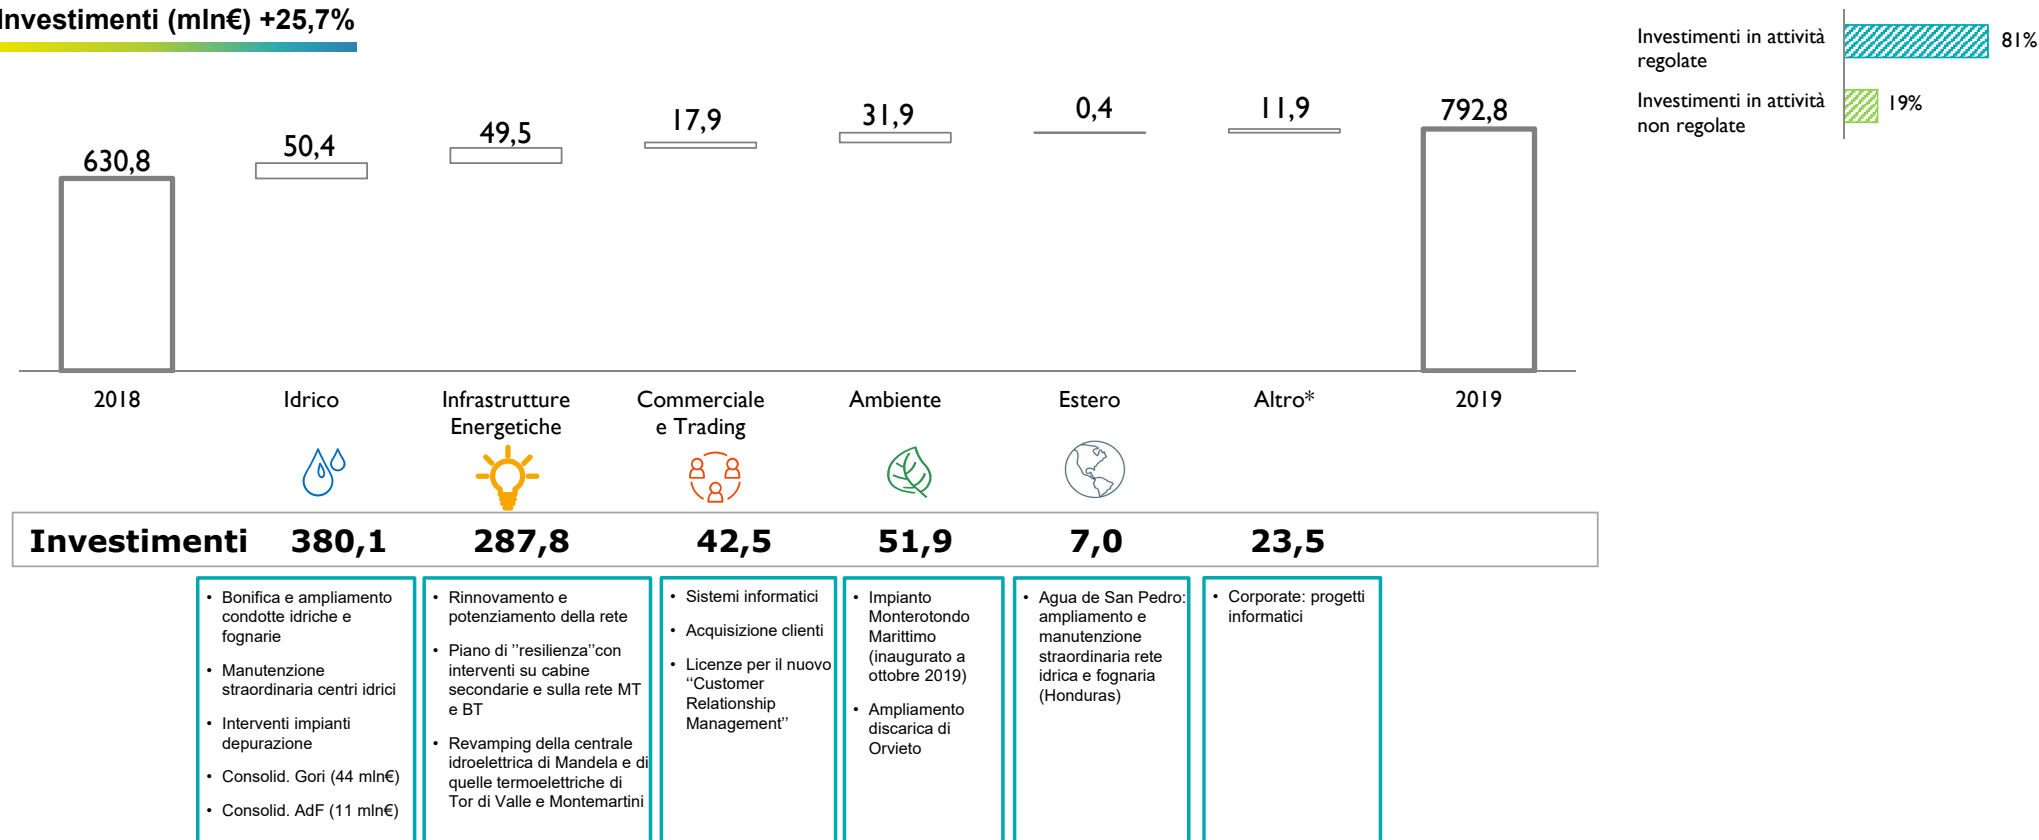 Investimenti (mln€) +25,7%
Investimenti in attività
regolate
81%
Investimenti in attività
non regolate
19%
630,8
50,4
49,5
17,9
31,9
0,4
11,9
792,8
2018
Idrico
Infrastrutture
Energetiche
Commerciale
e Trading
Ambiente
Estero
Altro*
2019
Investimenti 380,1 287,8 42,5 51,9 7,0 23,5
• Bonifica e ampliamento
condotte idriche e
fognarie
• Manutenzione
straordinaria centri idrici
• Interventi impianti
depurazione
• Consolid. Gori (44 mln€)
• Consolid. AdF (11 mln€)
• Rinnovamento e
potenziamento della rete
• Piano di ''resilienza''con
interventi su cabine
secondarie e sulla rete MT
e BT
• Revamping della centrale
idroelettrica di Mandela e di
quelle termoelettriche di
Tor di Valle e Montemartini
• Sistemi informatici
• Acquisizione clienti
• Licenze per il nuovo
“Customer
Relationship
Management”
• Impianto
Monterotondo
Marittimo
(inaugurato a
ottobre 2019)
• Ampliamento
discarica di
Orvieto
• Agua de San Pedro:
ampliamento e
manutenzione
straordinaria rete
idrica e fognaria
(Honduras)
• Corporate: progetti
informatici